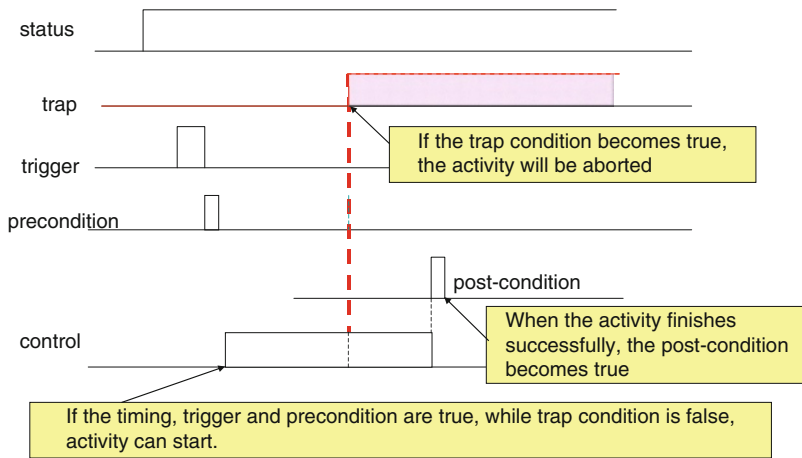 status
trap
If the trap condition becomes true,
the activity will be aborted
trigger
precondition
post-condition
When the activity finishes
successfully, the post-condition
becomes true
control
If the timing, trigger and precondition are true, while trap condition is false,
activity can start.